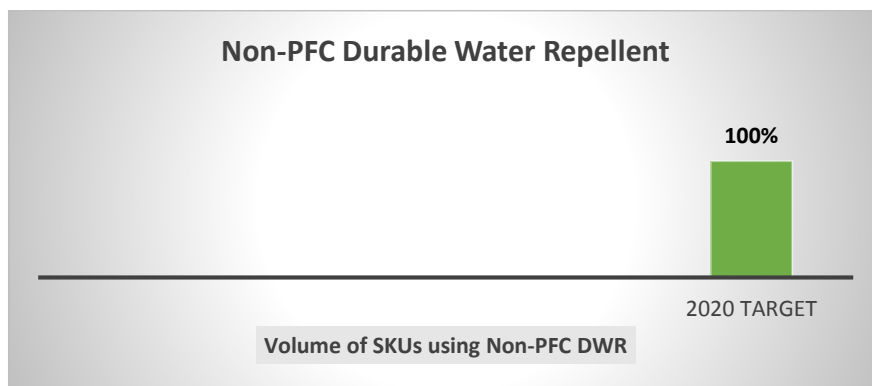 Non-PFC Durable Water Repellent
100%
2020 TARGET
Volume of SKUs using Non-PFC DWR